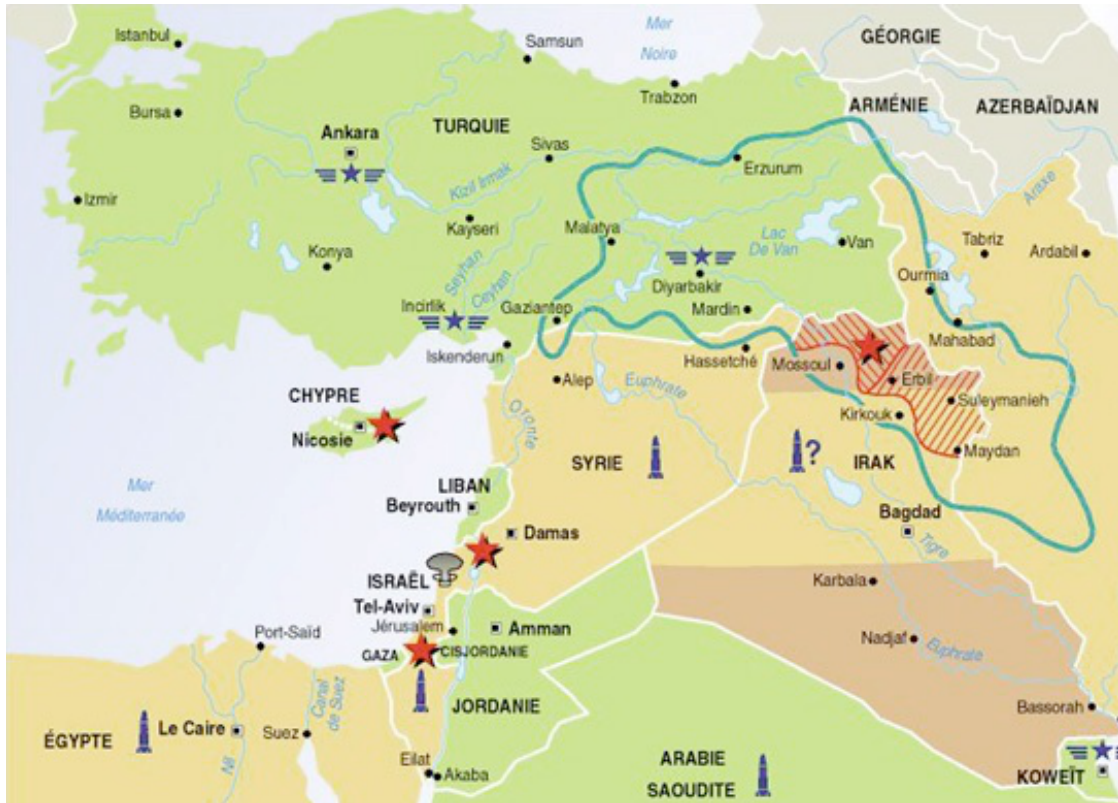 Mer
Noire
GÉORGIE
Istanbul
Samsun
Trabzon
ARMÉNIE
AZERBAÏDJAN
Bursa
Ankara
TURQUIE
Sivas
Erzurum
Kizil Irmak
Araxe
Izmir
Kayseri
Malatya
Lac
De Van
Van
Tabriz
Ardabil
Konya
Seyhan
Ceyhan
Diyarbakir
Ourmia
Incirlik
Gaziantep
Mardin
Mahabad
Iskenderun
Hassetché
Mossoul
Erbil
Alep
Euphrate
CHYPRE
Oronte
Suleymanieh
Kirkouk
Nicosie
Maydan
SYRIE
?
IRAK
LIBAN
Beyrouth
Mer
Méditerranée
Damas
Bagdad
Tigre
ISRAËL
Karbala
Tel-Aviv
Jérusalem
Amman
Port-Saïd
Nadjaf
GAZA
CISJORDANIE
Euphrate
Canal
de Suez
JORDANIE
Bassorah
ÉGYPTE
Le Caire
Suez
Nil
Eilat
Akaba
ARABIE
SAOUDITE
KOWEÏT